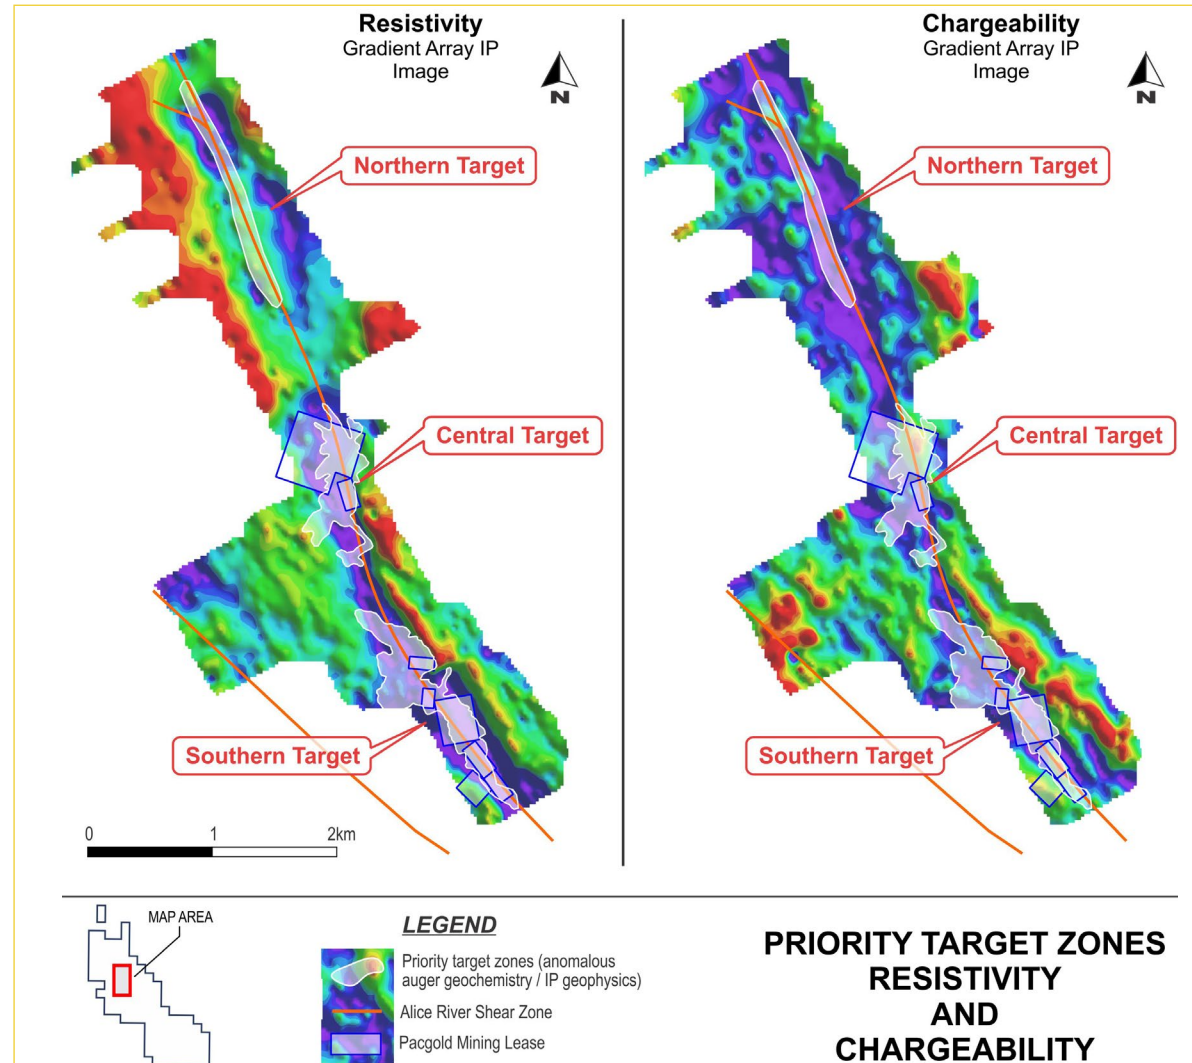 Resistivity
Gradient Array IP
Image
N
Northern Target
Central Target
Southern Target
0 1 2km
Chargeability
Gradient Array IP
Image
N
Northern Target
Central Target
Southern Target
MAP AREA
LEGEND
Priority target zones (anomalous
auger geochemistry / IP geophysics)
Alice River Shear Zone
Pacgold Mining Lease
PRIORITY TARGET ZONES
RESISTIVITY
AND
CHARGEABILITY